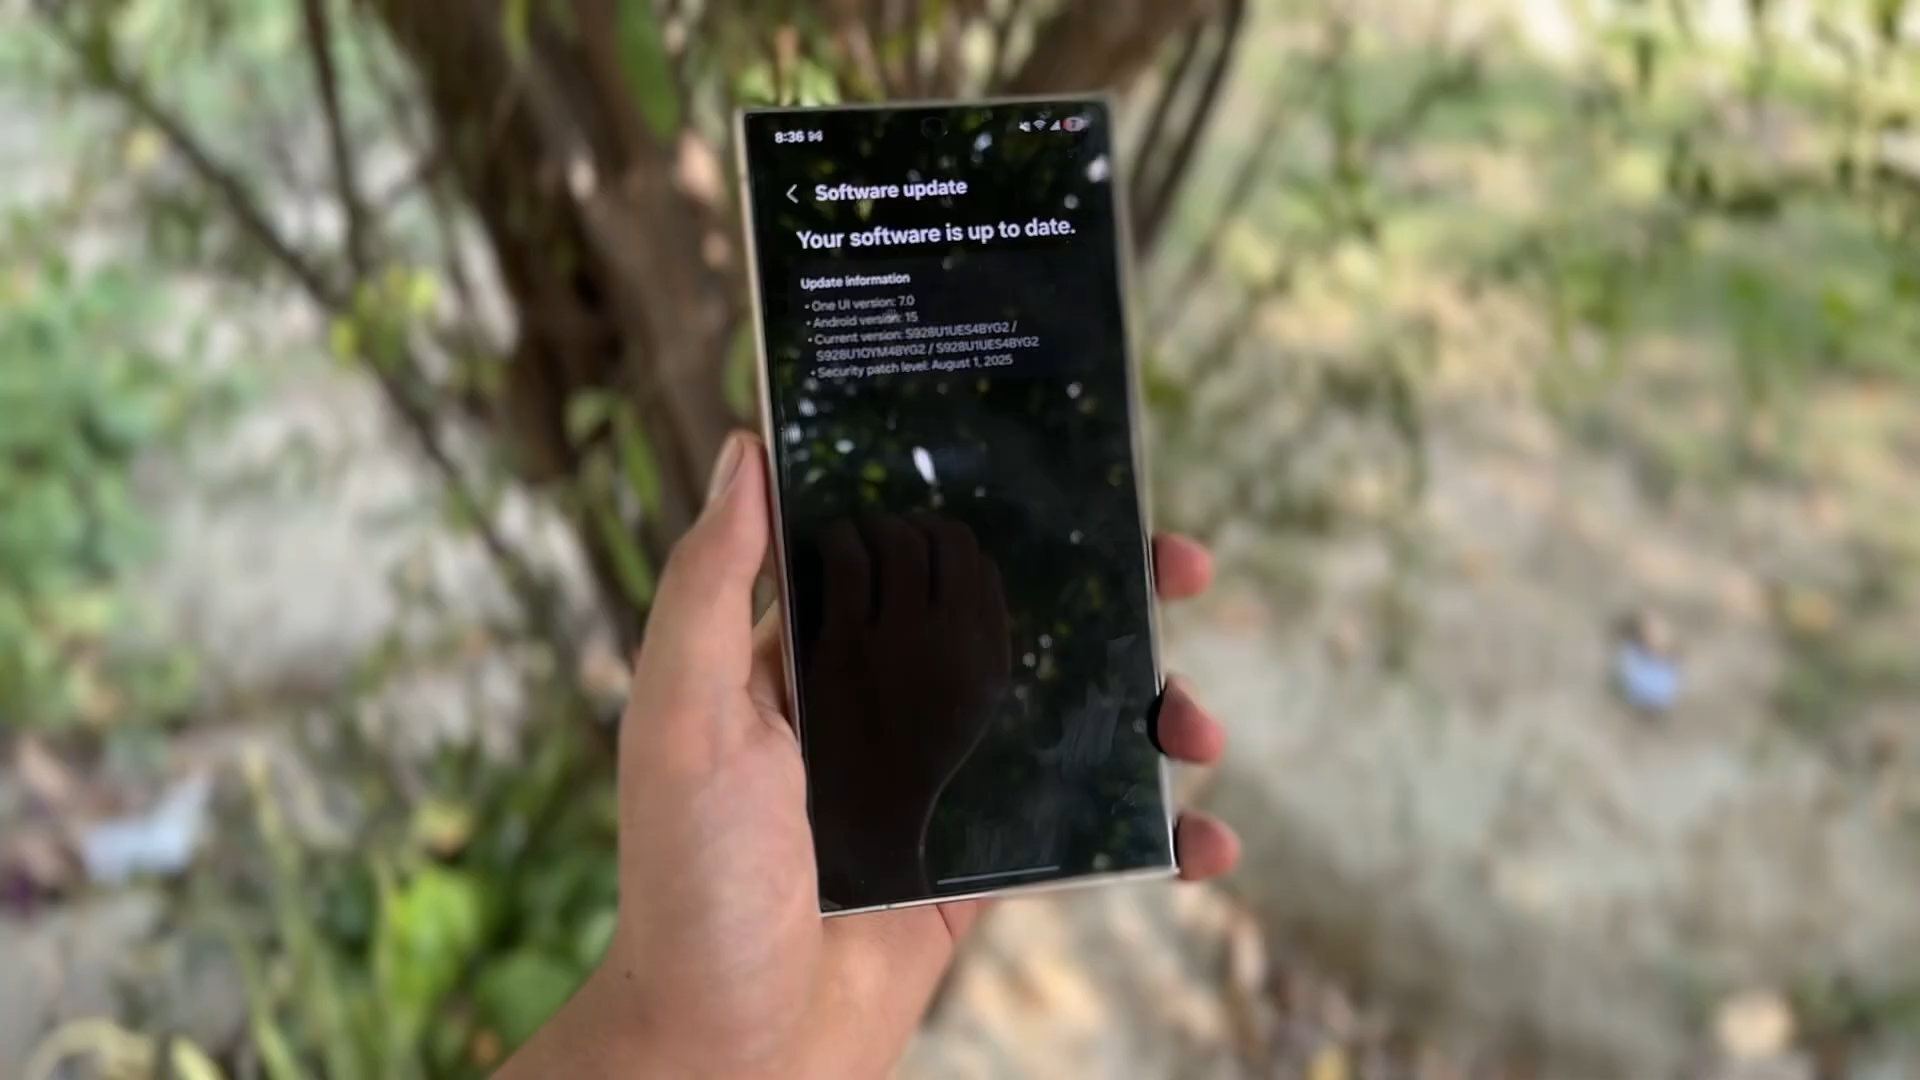 8:36
Software update
Your software is up to date.
Update information
• One UI version: 7.0
• Android version: 15
• Current version: S928U1UES4BYG2 /
S928U1OYM4BYG2 / S928U1UES4BYG2
• Security patch level: August 1, 2025